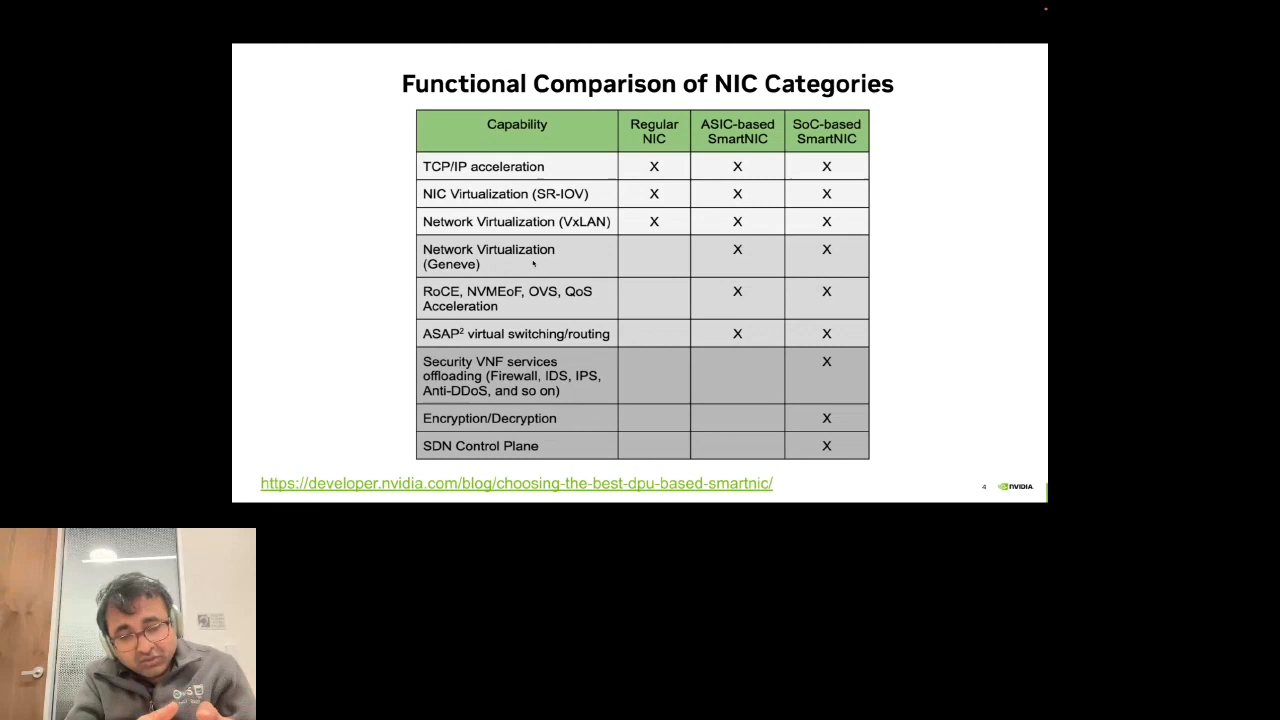 Functional Comparison of NIC Categories
Capability
Regular
NIC
ASIC-based
SmartNIC
SoC-based
SmartNIC
TCP/IP acceleration
X
X
X
NIC Virtualization (SR-IOV)
X
X
X
Network Virtualization (VxLAN)
X
X
X
Network Virtualization
(Geneve)
X
X
RoCE, NVMEoF, OVS, QoS
Acceleration
X
X
ASAP² virtual switching/routing
X
X
Security VNF services
offloading (Firewall, IDS, IPS,
Anti-DDoS, and so on)
X
Encryption/Decryption
X
SDN Control Plane
X
https://developer.nvidia.com/blog/choosing-the-best-dpu-based-smartnic/
4
NVIDIA